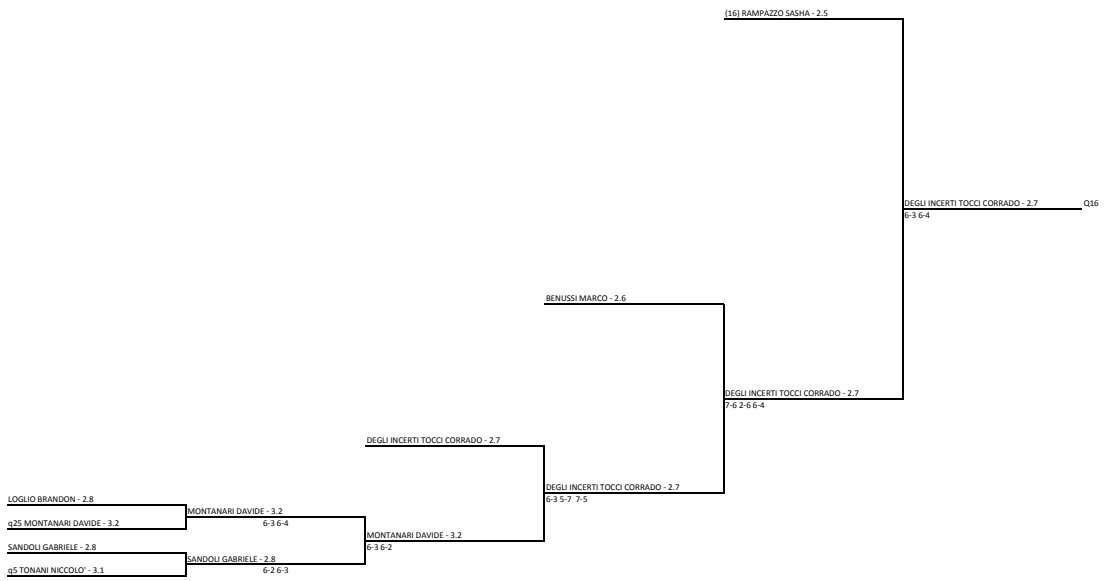 (16) RAMPAZZO SASHA - 2.5
DEGLI INCERTI TOCCI CORRADO - 2.7
Q16
6-3 6-4
BENUSSI MARCO - 2.6
DEGLI INCERTI TOCCI CORRADO - 2.7
7-6 2-6 6-4
DEGLI INCERTI TOCCI CORRADO - 2.7
DEGLI INCERTI TOCCI CORRADO - 2.7
6-3 5-7 7-5
LOGLIO BRANDON - 2.8
MONTANARI DAVIDE - 3.2
6-3 6-4
q25 MONTANARI DAVIDE - 3.2
MONTANARI DAVIDE - 3.2
6-3 6-2
SANDOLI GABRIELE - 2.8
SANDOLI GABRIELE - 2.8
6-2 6-3
q5 TONANI NICCOLO' - 3.1